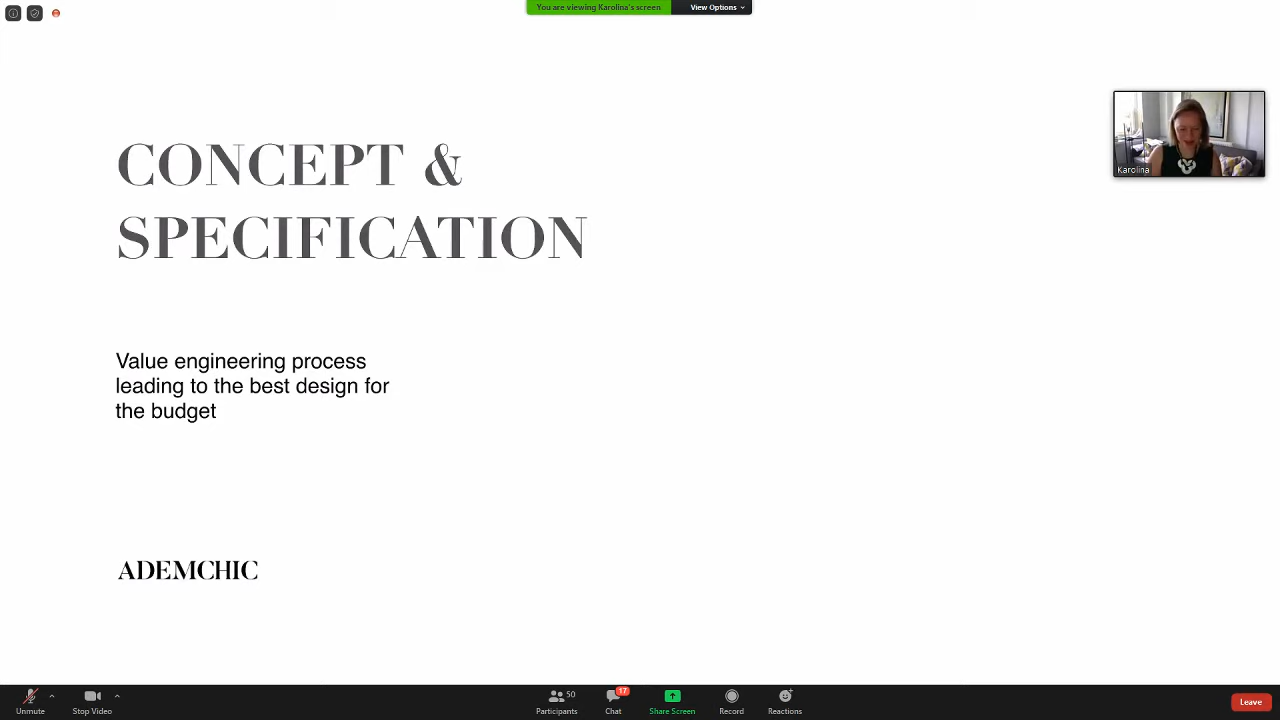 You are viewing Karolina's screen
View Options
Karolina
CONCEPT &
SPECIFICATION
Value engineering process
leading to the best design for
the budget
ADEMCHIC
Unmute
Stop Video
50
Participants
17
Chat
Share Screen
Record
Reactions
Leave